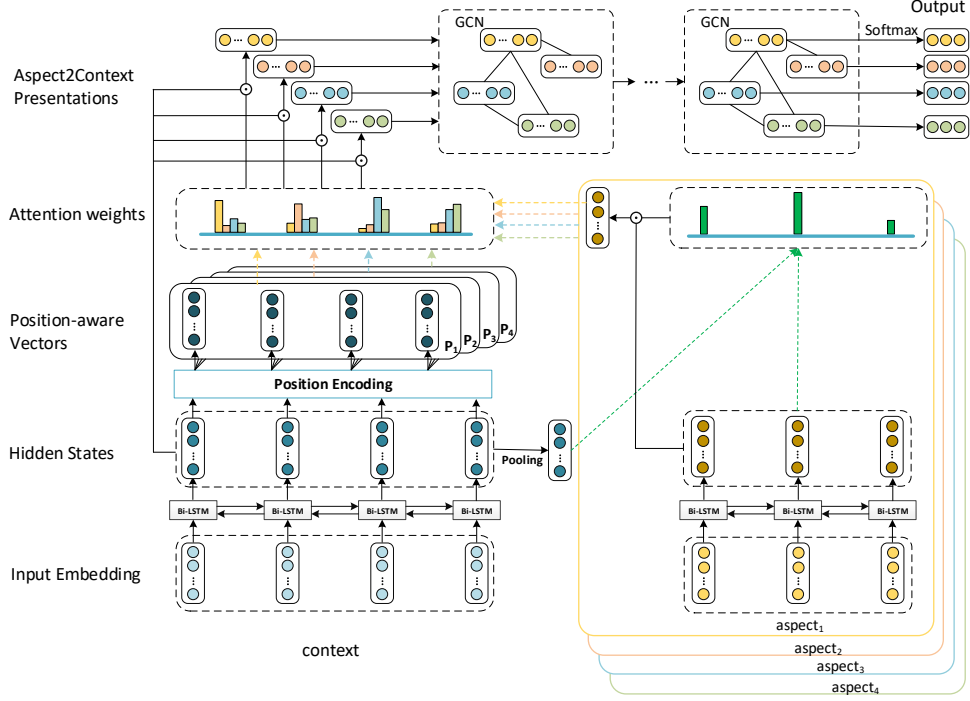 Output
GCN
GCN
Softmax
Aspect2Context
Presentations
...
Attention weights
Position-aware
Vectors
P₁
P₂
P₃
P₄
Position Encoding
Hidden States
Pooling
Bi-LSTM
Bi-LSTM
Bi-LSTM
Bi-LSTM
Bi-LSTM
Bi-LSTM
Bi-LSTM
Input Embedding
context
aspect₁
aspect₂
aspect₃
aspect₄